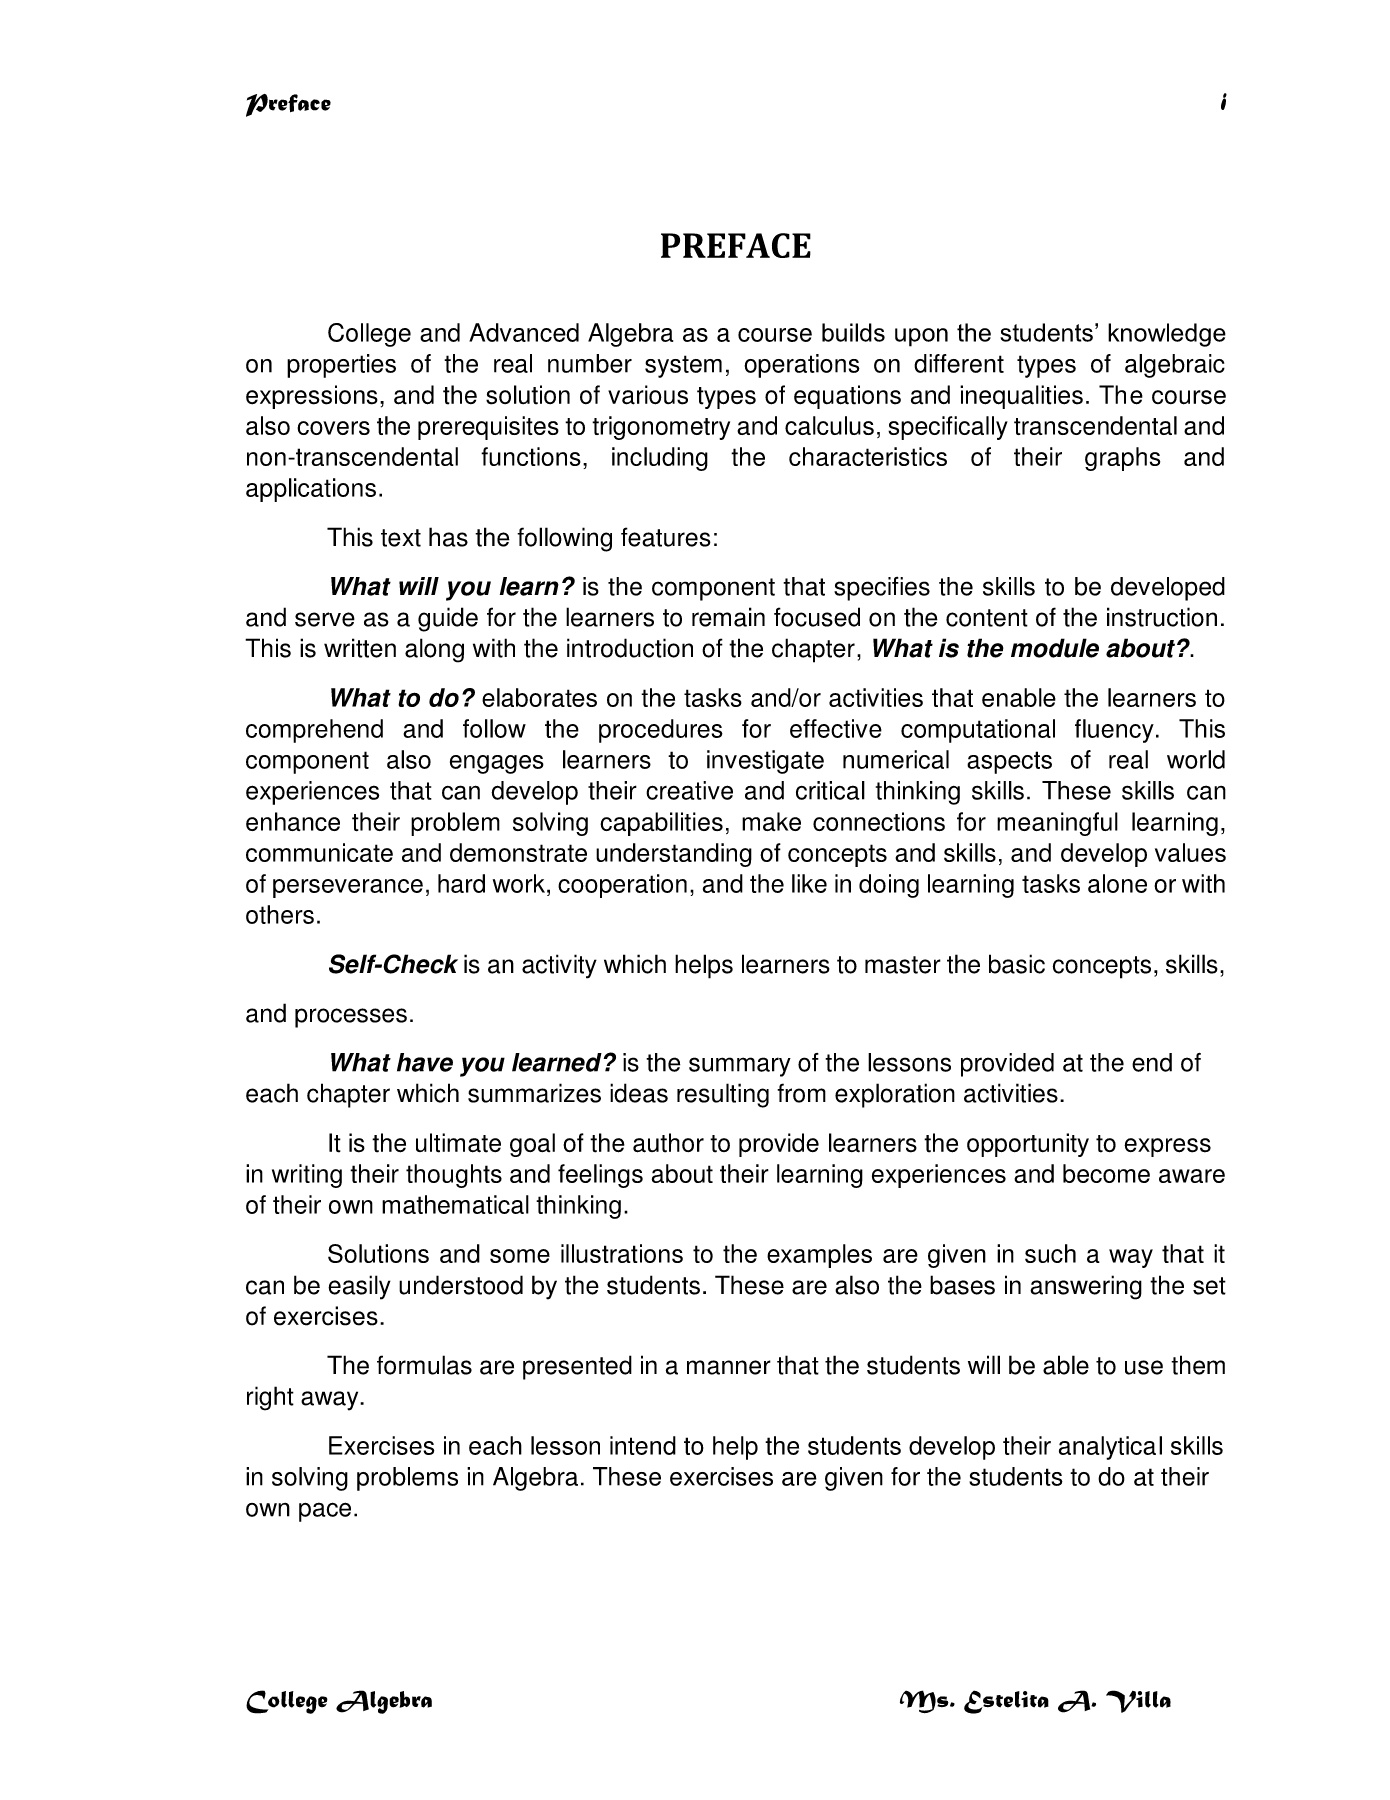 Preface i
PREFACE
College and Advanced Algebra as a course builds upon the students’ knowledge
on properties of the real number system, operations on different types of algebraic
expressions, and the solution of various types of equations and inequalities. The course
also covers the prerequisites to trigonometry and calculus, specifically transcendental and
non-transcendental functions, including the characteristics of their graphs and
applications.
This text has the following features:
What will you learn? is the component that specifies the skills to be developed
and serve as a guide for the learners to remain focused on the content of the instruction.
This is written along with the introduction of the chapter, What is the module about?.
What to do? elaborates on the tasks and/or activities that enable the learners to
comprehend and follow the procedures for effective computational fluency. This
component also engages learners to investigate numerical aspects of real world
experiences that can develop their creative and critical thinking skills. These skills can
enhance their problem solving capabilities, make connections for meaningful learning,
communicate and demonstrate understanding of concepts and skills, and develop values
of perseverance, hard work, cooperation, and the like in doing learning tasks alone or with
others.
Self-Check is an activity which helps learners to master the basic concepts, skills,
and processes.
What have you learned? is the summary of the lessons provided at the end of
each chapter which summarizes ideas resulting from exploration activities.
It is the ultimate goal of the author to provide learners the opportunity to express
in writing their thoughts and feelings about their learning experiences and become aware
of their own mathematical thinking.
Solutions and some illustrations to the examples are given in such a way that it
can be easily understood by the students. These are also the bases in answering the set
of exercises.
The formulas are presented in a manner that the students will be able to use them
right away.
Exercises in each lesson intend to help the students develop their analytical skills
in solving problems in Algebra. These exercises are given for the students to do at their
own pace.
College Algebra Ms. Estelita A. Villa